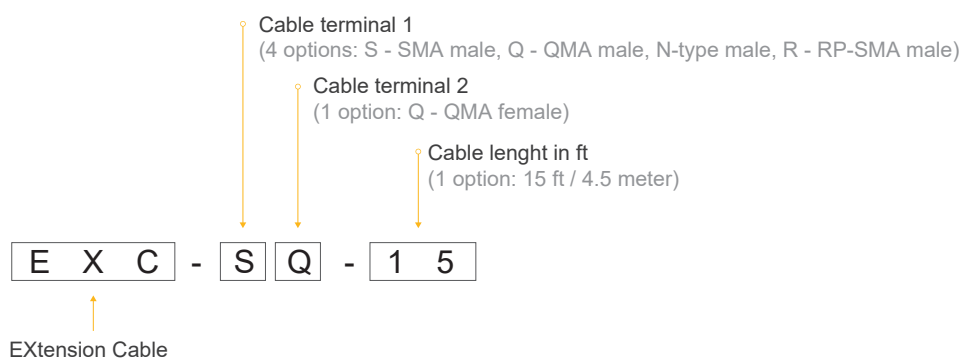 Cable terminal 1
(4 options: S - SMA male, Q - QMA male, N-type male, R - RP-SMA male)
Cable terminal 2
(1 option: Q - QMA female)
Cable lenght in ft
(1 option: 15 ft / 4.5 meter)
E X C - S Q - 1 5
EXtension Cable